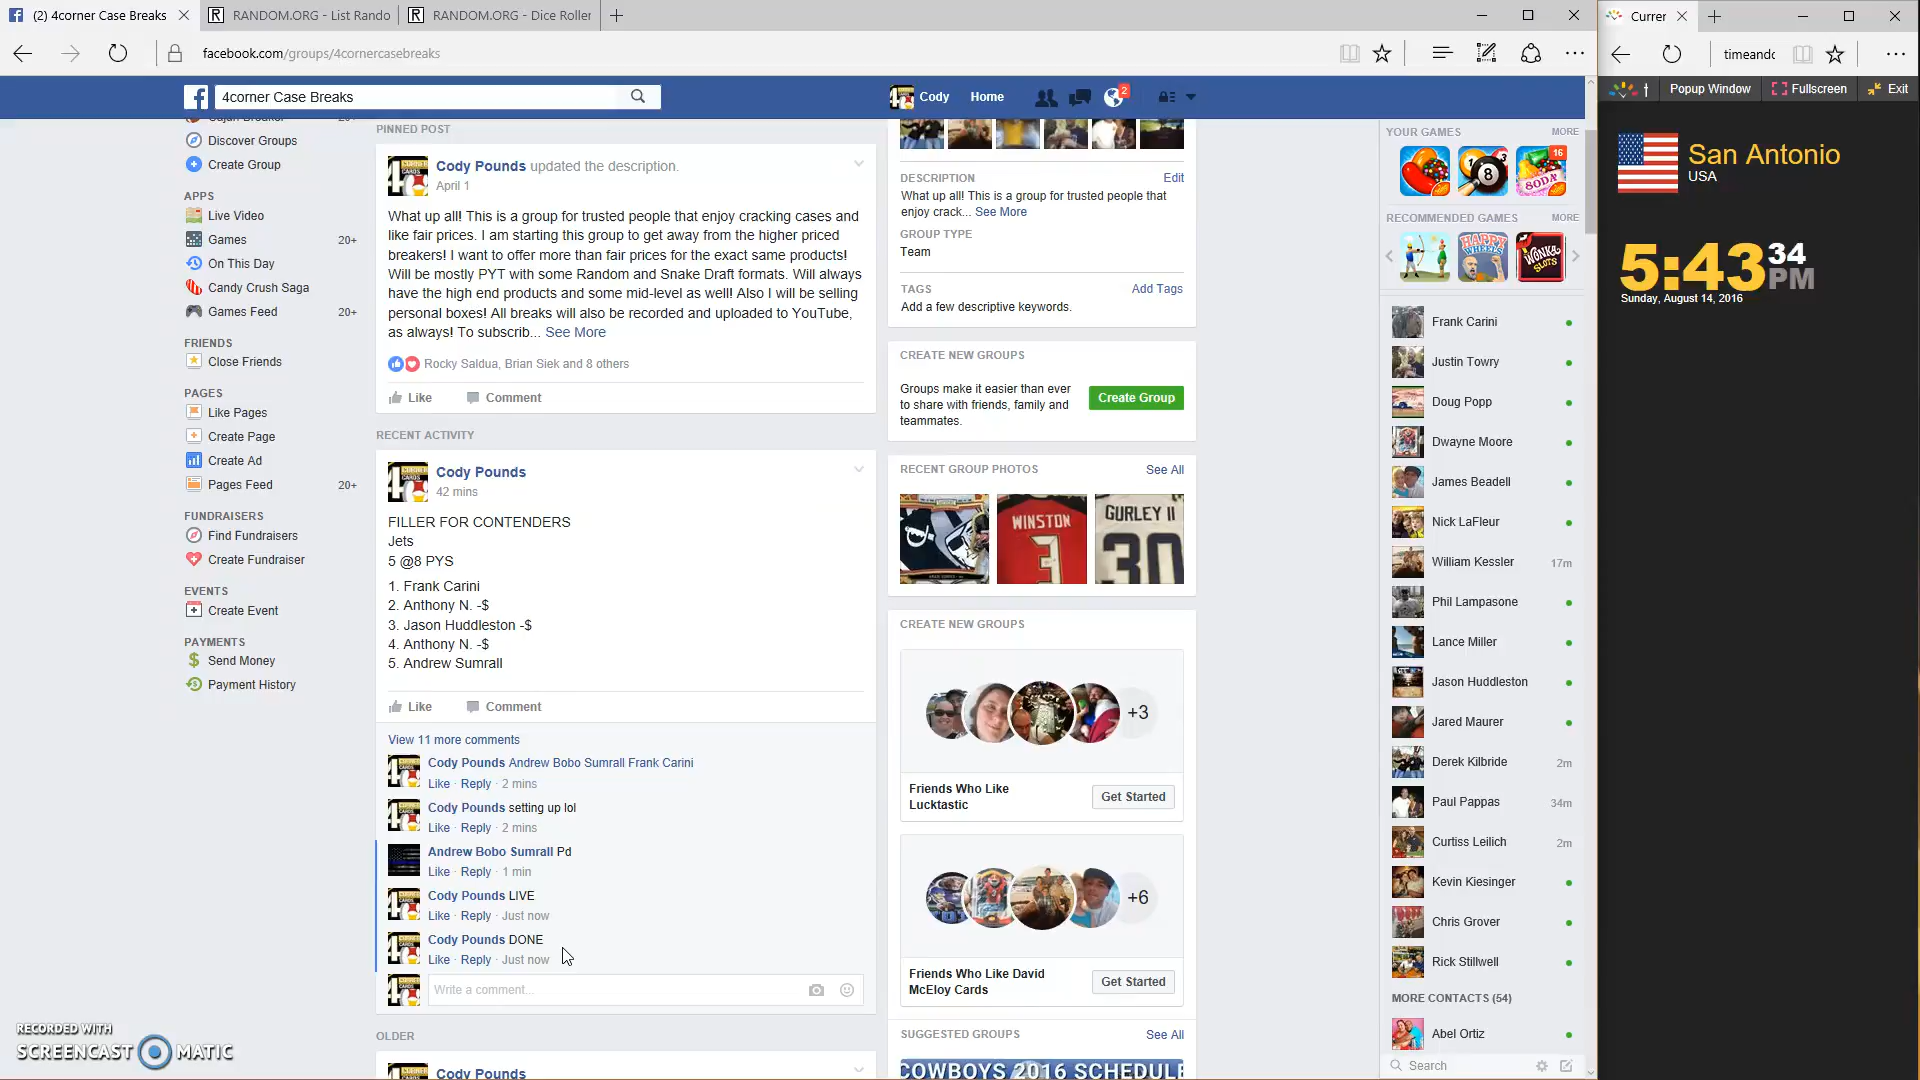 (2) 4corner Case Breaks
RANDOM.ORG - List Rando
RANDOM.ORG - Dice Roller
Currer
facebook.com/groups/4cornercasebreaks
timeandc
4corner Case Breaks
Cody
Home
2
Popup Window
Fullscreen
Exit
Discover Groups
Create Group
APPS
Live Video
Games
20+
On This Day
Candy Crush Saga
Games Feed
20+
FRIENDS
Close Friends
PAGES
Like Pages
Create Page
Create Ad
Pages Feed
20+
FUNDRAISERS
Find Fundraisers
Create Fundraiser
EVENTS
Create Event
PAYMENTS
Send Money
Payment History
PINNED POST
Cody Pounds updated the description.
April 1
What up all! This is a group for trusted people that enjoy cracking cases and
like fair prices. I am starting this group to get away from the higher priced
breakers! I want to offer more than fair prices for the exact same products!
Will be mostly PYT with some Random and Snake Draft formats. Will always
have the high end products and some mid-level as well! Also I will be selling
personal boxes! All breaks will also be recorded and uploaded to YouTube,
as always! To subscrib... See More
Rocky Saldua, Brian Siek and 8 others
Like
Comment
RECENT ACTIVITY
Cody Pounds
42 mins
FILLER FOR CONTENDERS
Jets
5 @8 PYS
1. Frank Carini
2. Anthony N. -$
3. Jason Huddleston -$
4. Anthony N. -$
5. Andrew Sumrall
Like
Comment
View 11 more comments
Cody Pounds Andrew Bobo Sumrall Frank Carini
Like · Reply · 2 mins
Cody Pounds setting up lol
Like · Reply · 2 mins
Andrew Bobo Sumrall Pd
Like · Reply · 1 min
Cody Pounds LIVE
Like · Reply · Just now
Cody Pounds DONE
Like · Reply · Just now
Write a comment...
OLDER
Cody Pounds
DESCRIPTION
Edit
What up all! This is a group for trusted people that
enjoy crack... See More
GROUP TYPE
Team
TAGS
Add Tags
Add a few descriptive keywords.
CREATE NEW GROUPS
Groups make it easier than ever
to share with friends, family and
teammates.
Create Group
RECENT GROUP PHOTOS
See All
WINSTON
3
GURLEY II
30
CREATE NEW GROUPS
+3
Friends Who Like
Lucktastic
Get Started
+6
Friends Who Like David
McEloy Cards
Get Started
SUGGESTED GROUPS
See All
COWBOYS 2016 SCHEDULE
YOUR GAMES
MORE
16
SODA
RECOMMENDED GAMES
MORE
HAPPY
WHEELS
WONKA
SLOTS
Frank Carini
Justin Towry
Doug Popp
Dwayne Moore
James Beadell
Nick LaFleur
William Kessler
17m
Phil Lampasone
Lance Miller
Jason Huddleston
Jared Maurer
Derek Kilbride
2m
Paul Pappas
34m
Curtiss Leilich
2m
Kevin Kiesinger
Chris Grover
Rick Stillwell
MORE CONTACTS (54)
Abel Ortiz
Search
San Antonio
USA
5:43 34 PM
Sunday, August 14, 2016
RECORDED WITH
SCREENCAST MATIC